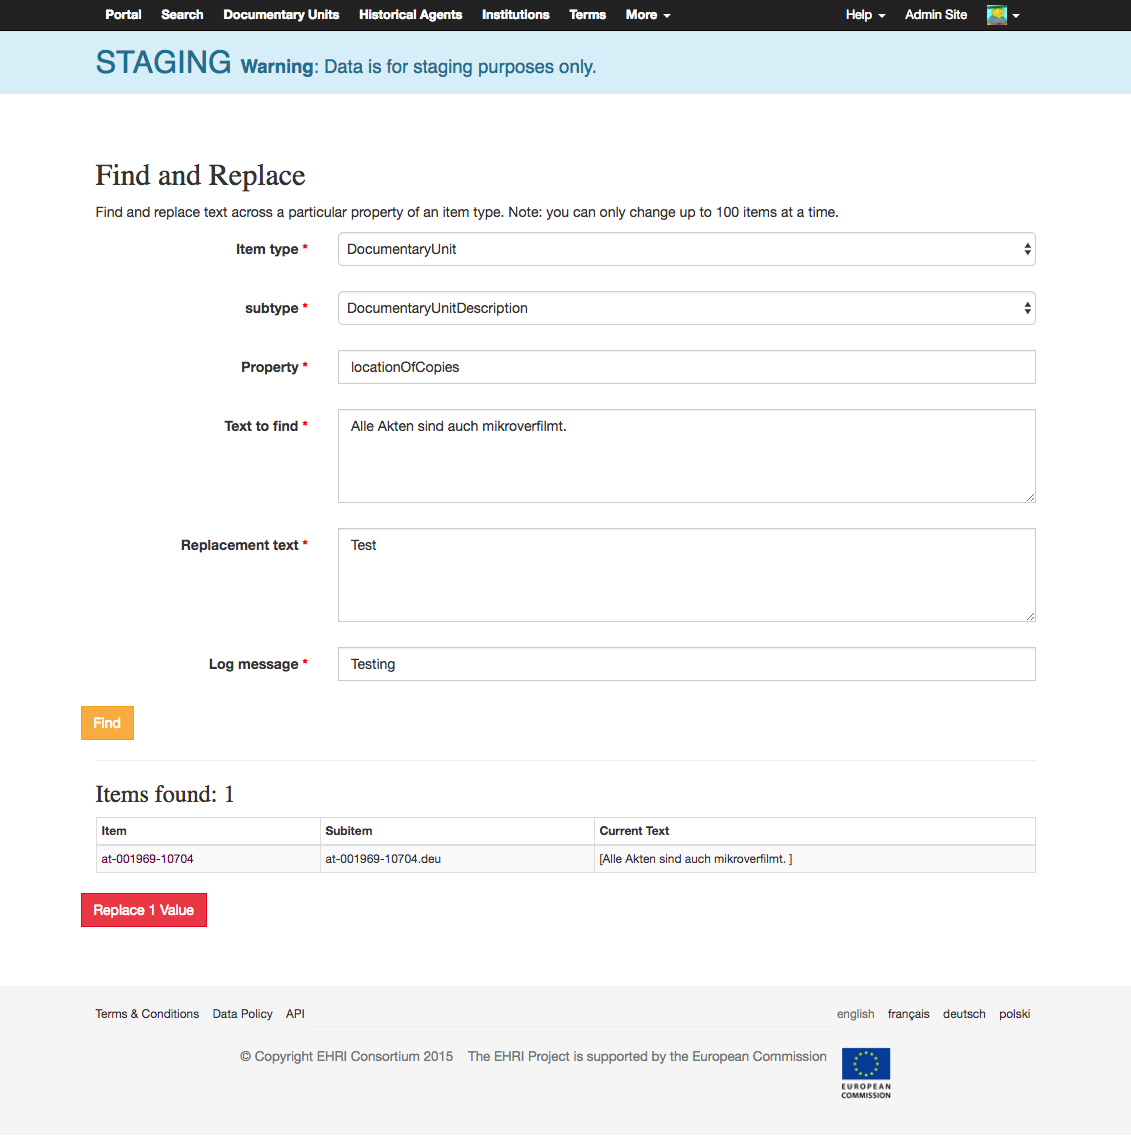 Portal Search Documentary Units Historical Agents Institutions Terms More Help Admin Site
STAGING Warning: Data is for staging purposes only.
Find and Replace
Find and replace text across a particular property of an item type. Note: you can only change up to 100 items at a time.
Item type * DocumentaryUnit
subtype * DocumentaryUnitDescription
Property * locationOfCopies
Text to find * Alle Akten sind auch mikroverfilmt.
Replacement text * Test
Log message * Testing
Find
Items found: 1
Item Subitem Current Text
at-001969-10704 at-001969-10704.deu [Alle Akten sind auch mikroverfilmt. ]
Replace 1 Value
Terms & Conditions Data Policy API english français deutsch polski
© Copyright EHRI Consortium 2015 The EHRI Project is supported by the European Commission
EUROPEAN
COMMISSION